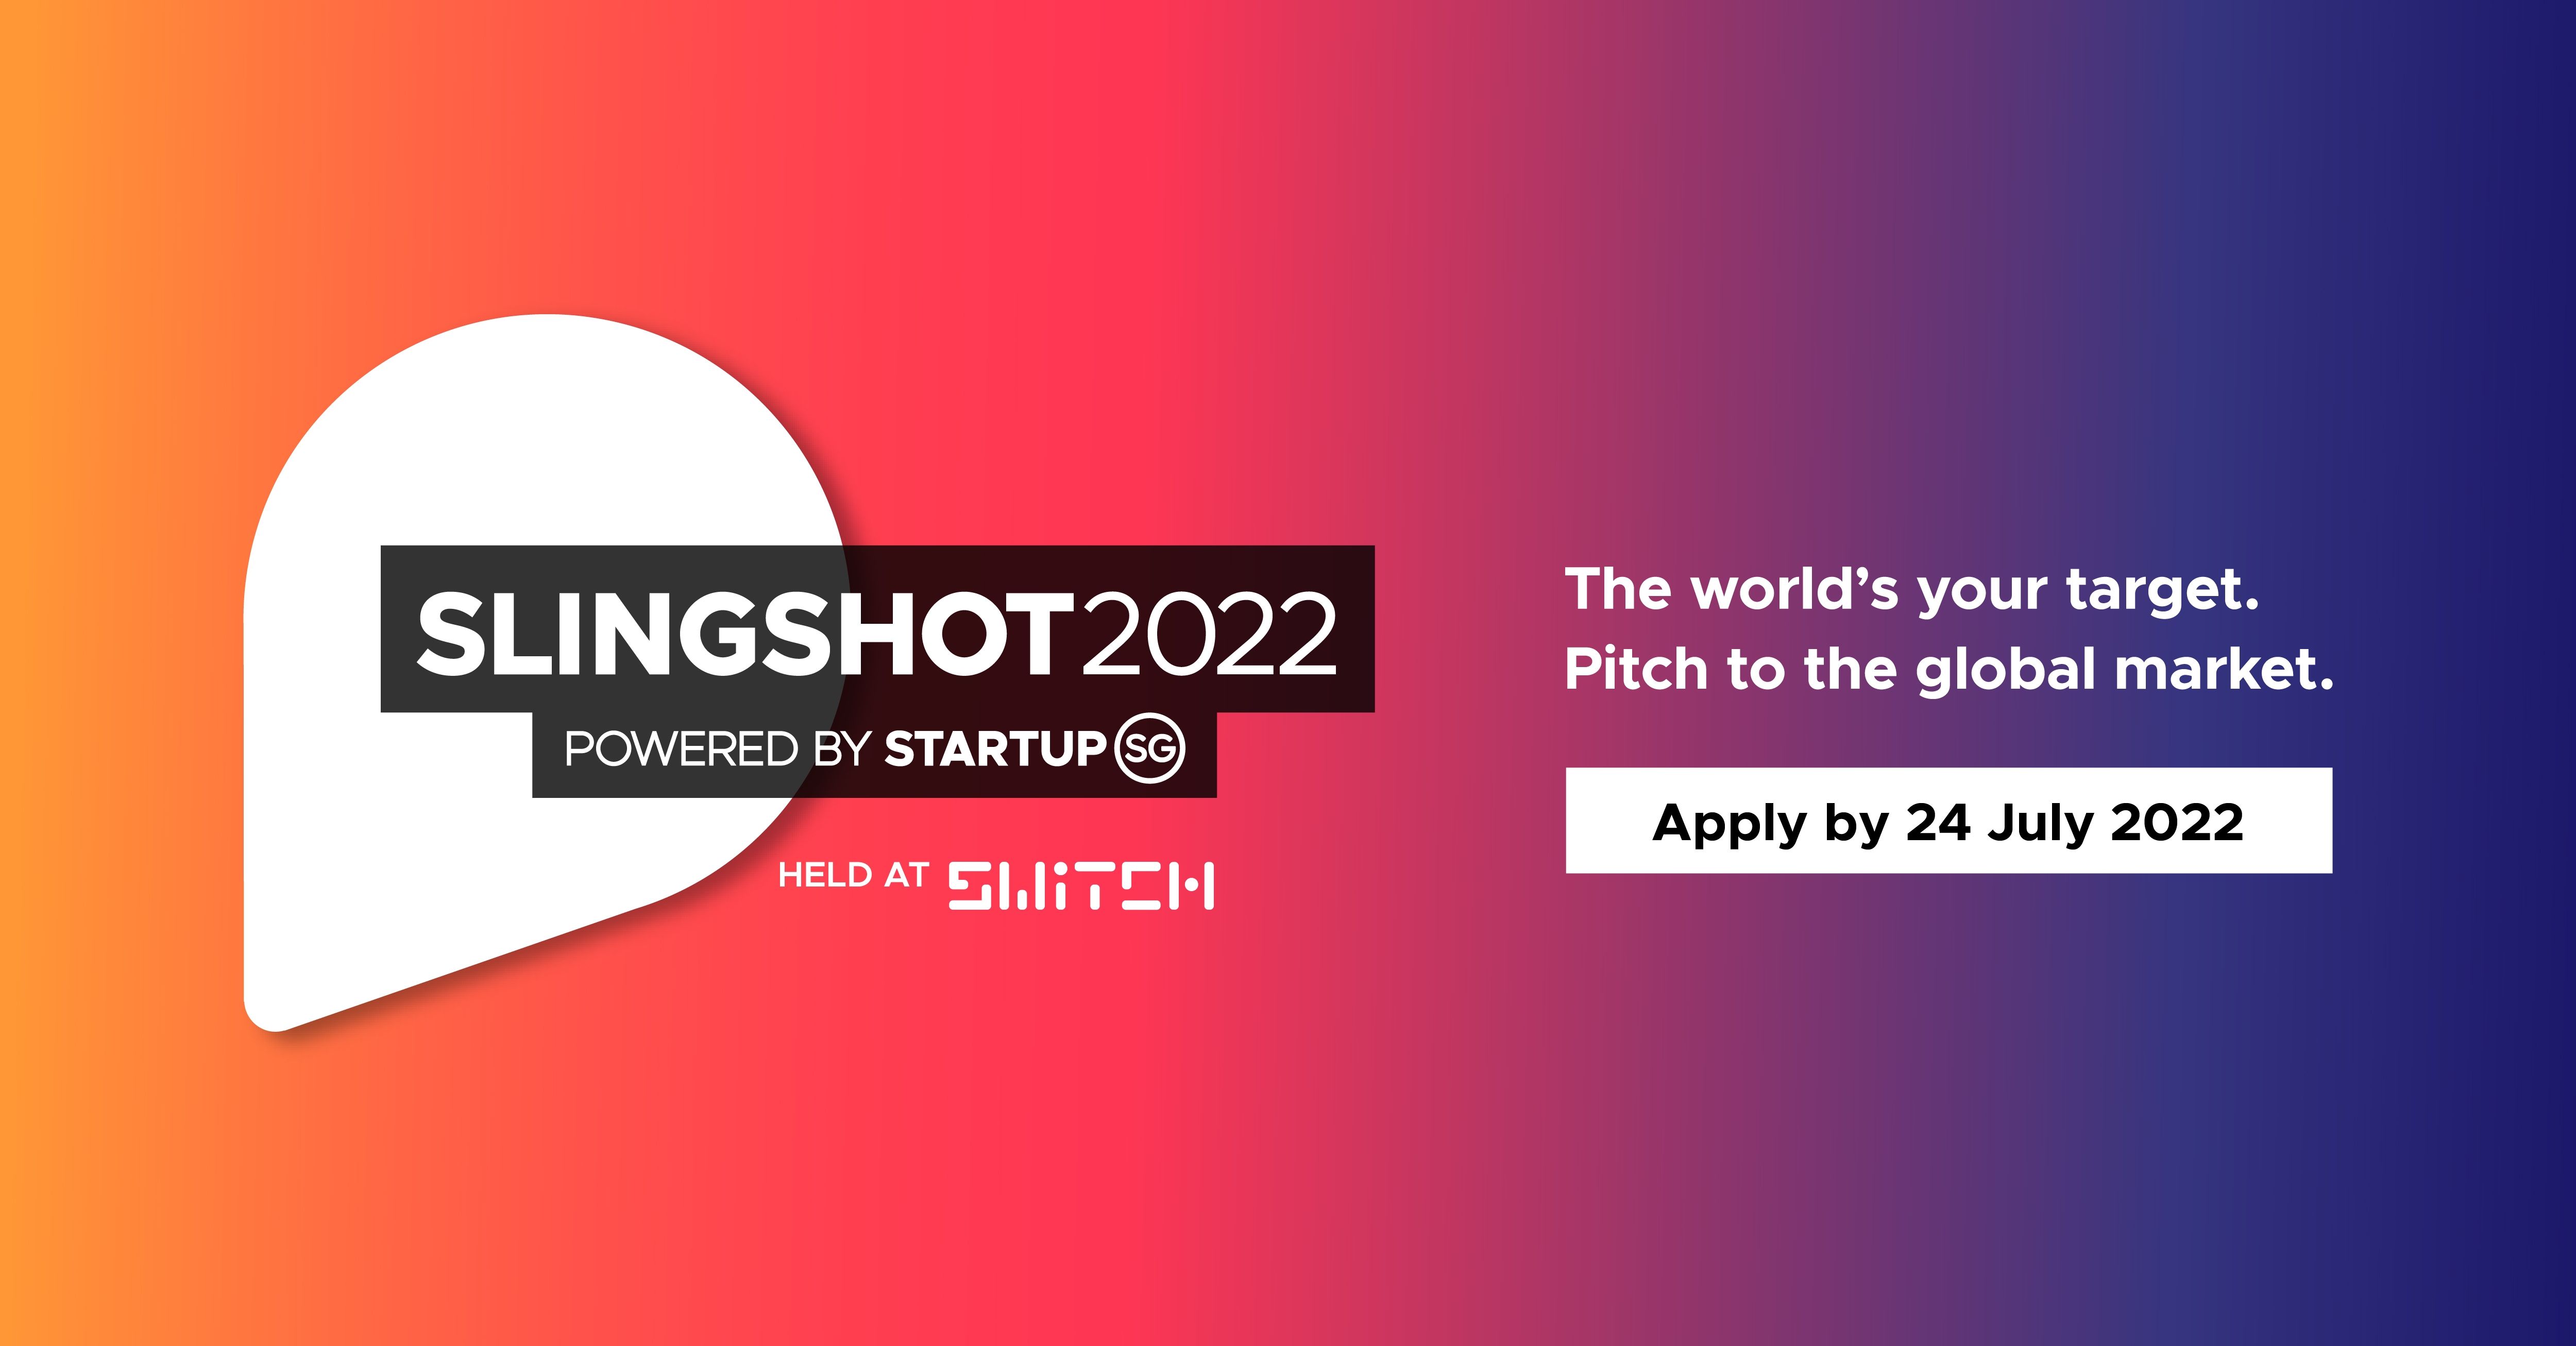 SLINGSHOT2022
POWERED BY STARTUP SG
HELD AT SWiTCH
The world’s your target.
Pitch to the global market.
Apply by 24 July 2022